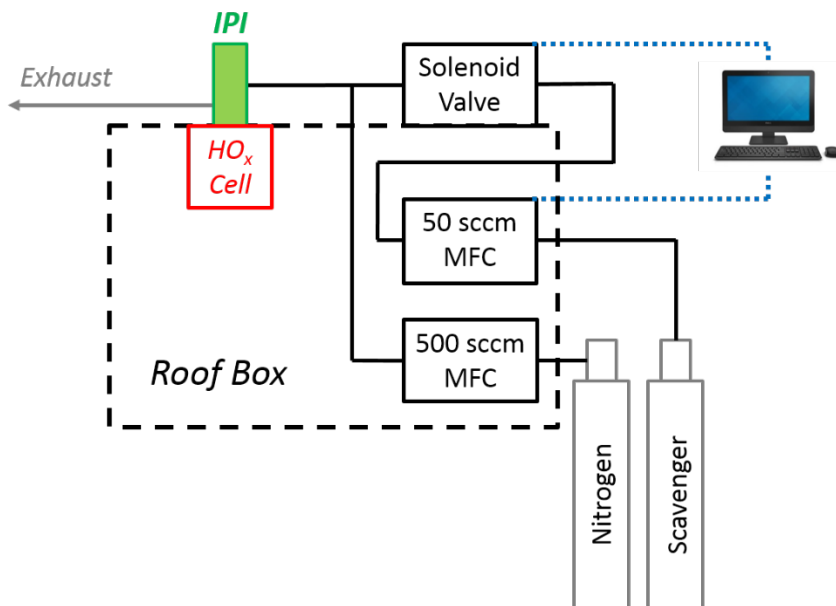 IPI
Exhaust
Solenoid
Valve
HOₓ
Cell
50 sccm
MFC
500 sccm
MFC
Roof Box
Nitrogen
Scavenger